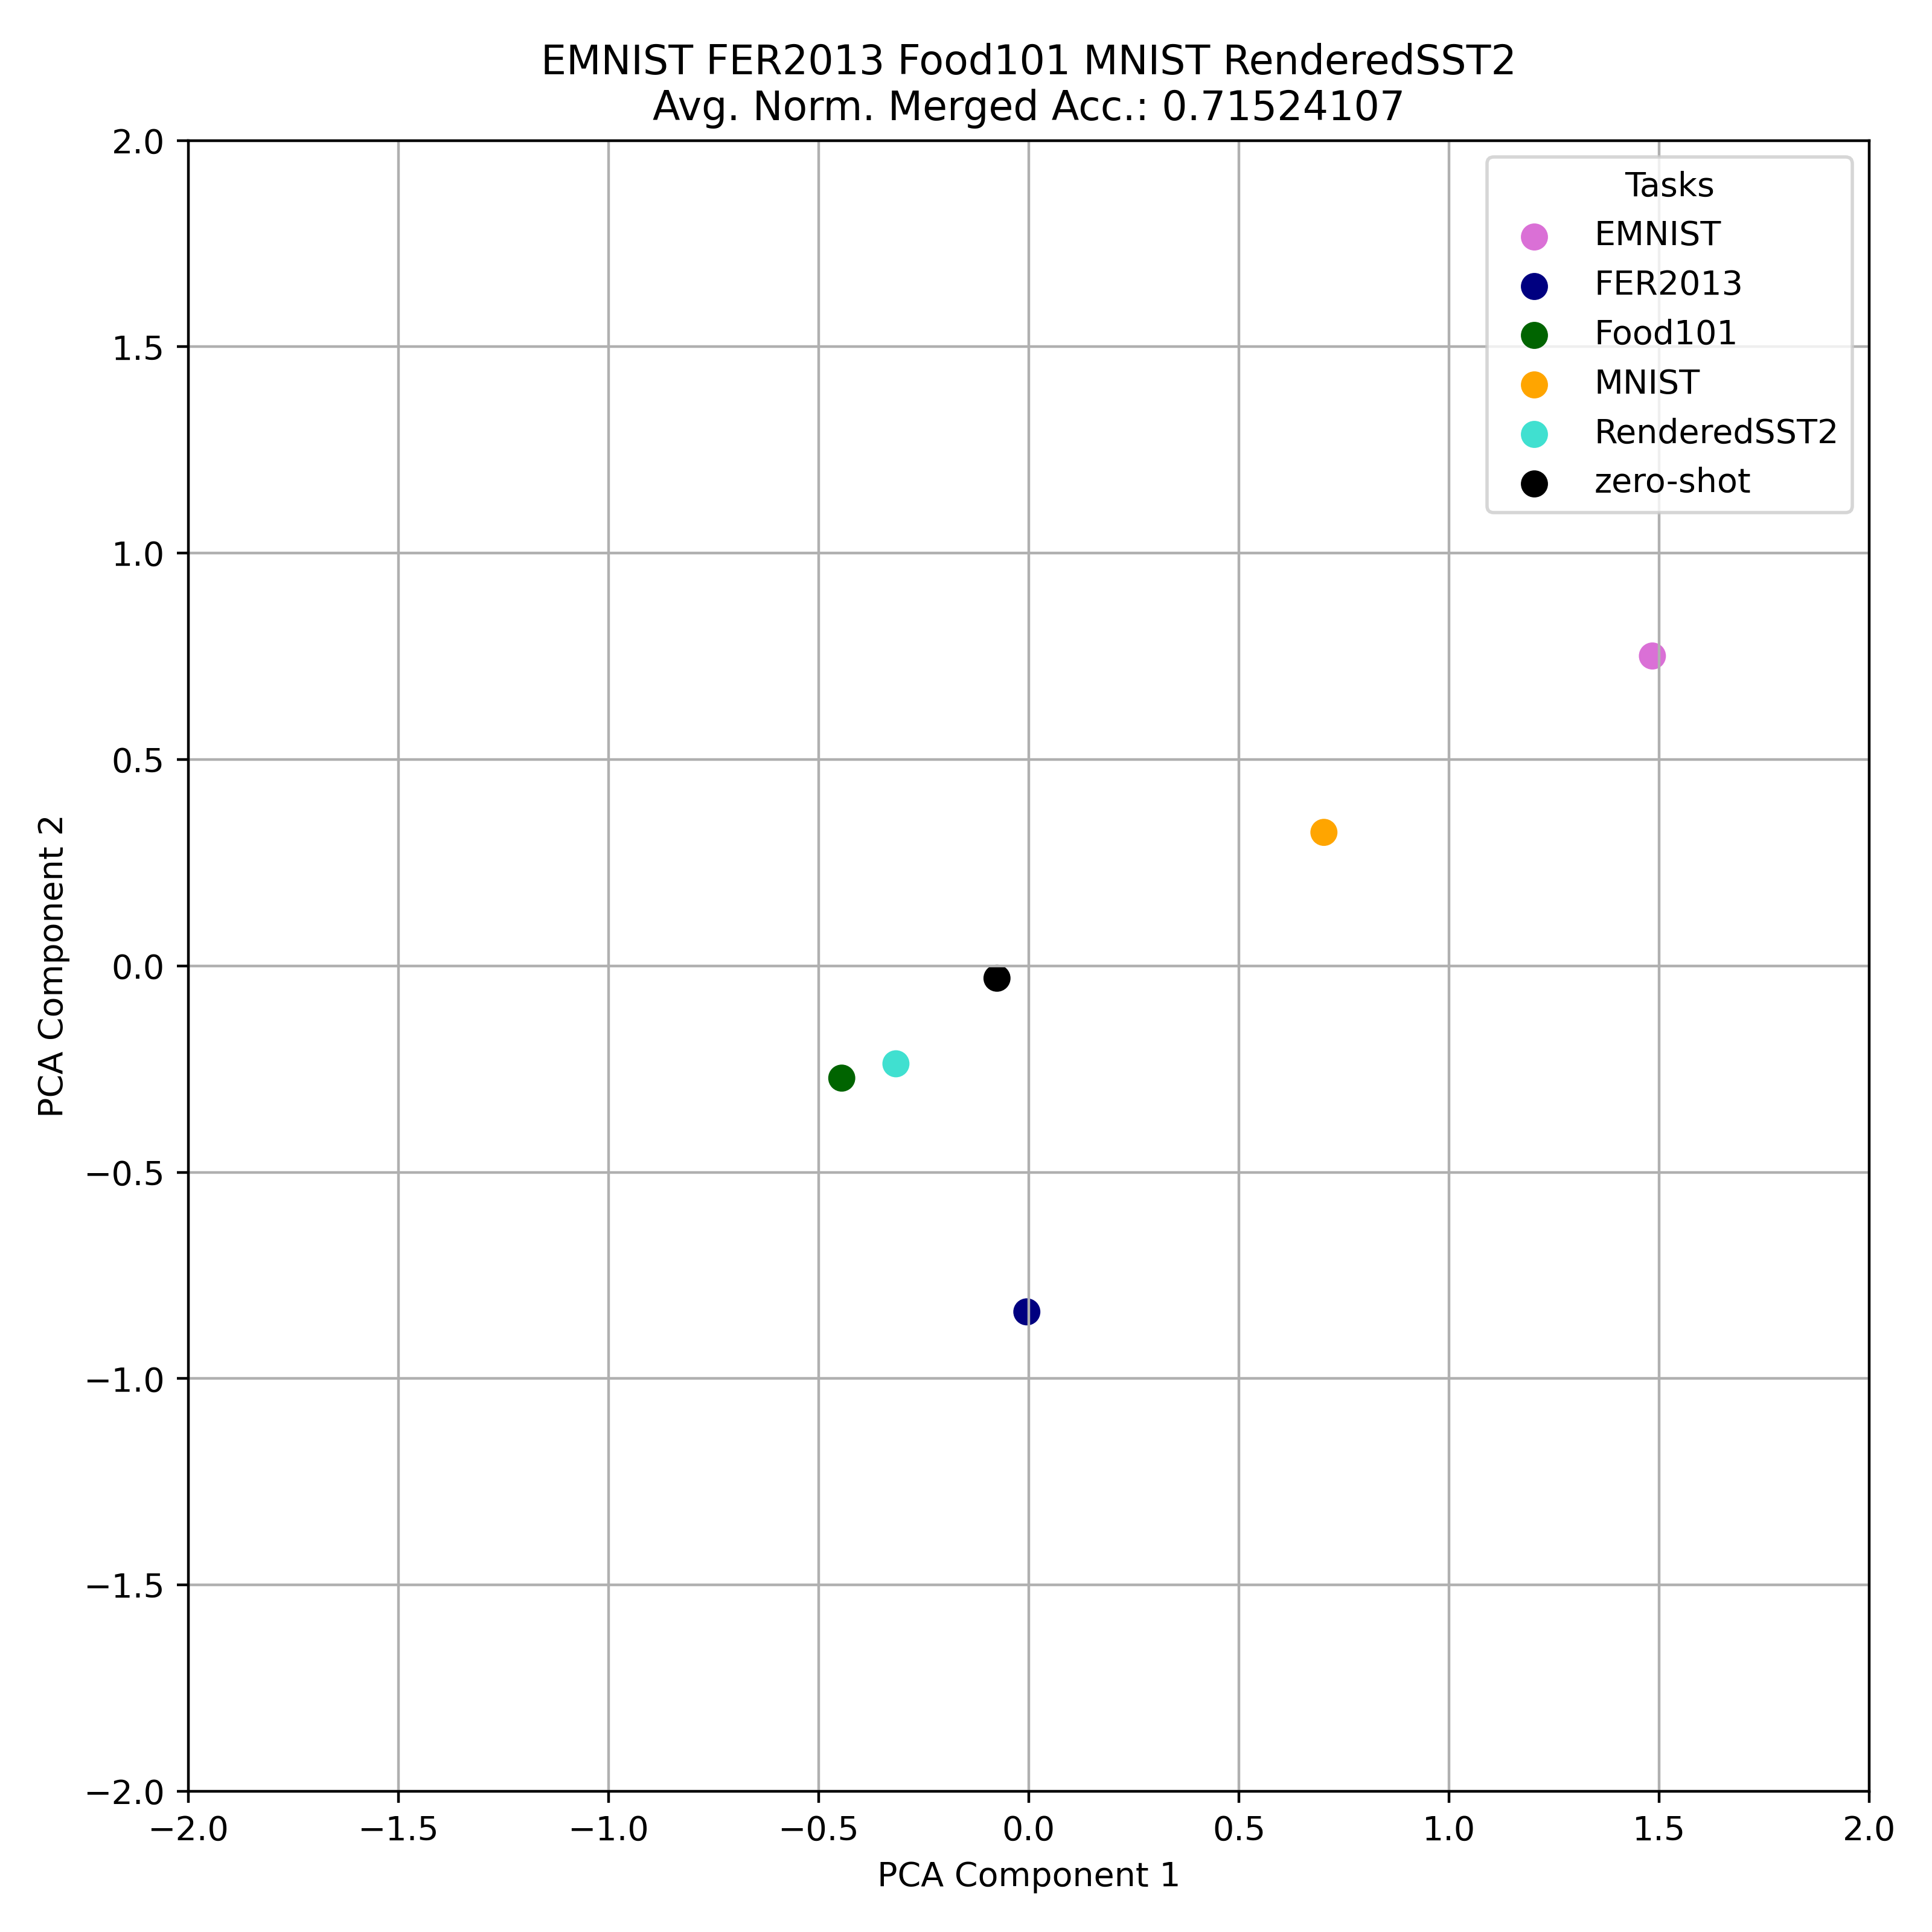 EMNIST FER2013 Food101 MNIST RenderedSST2
Avg. Norm. Merged Acc.: 0.71524107
Tasks
EMNIST
FER2013
Food101
MNIST
RenderedSST2
zero-shot
PCA Component 2
2.0
1.5
1.0
0.5
0.0
−0.5
−1.0
−1.5
−2.0
−2.0 −1.5 −1.0 −0.5 0.0 0.5 1.0 1.5 2.0
PCA Component 1